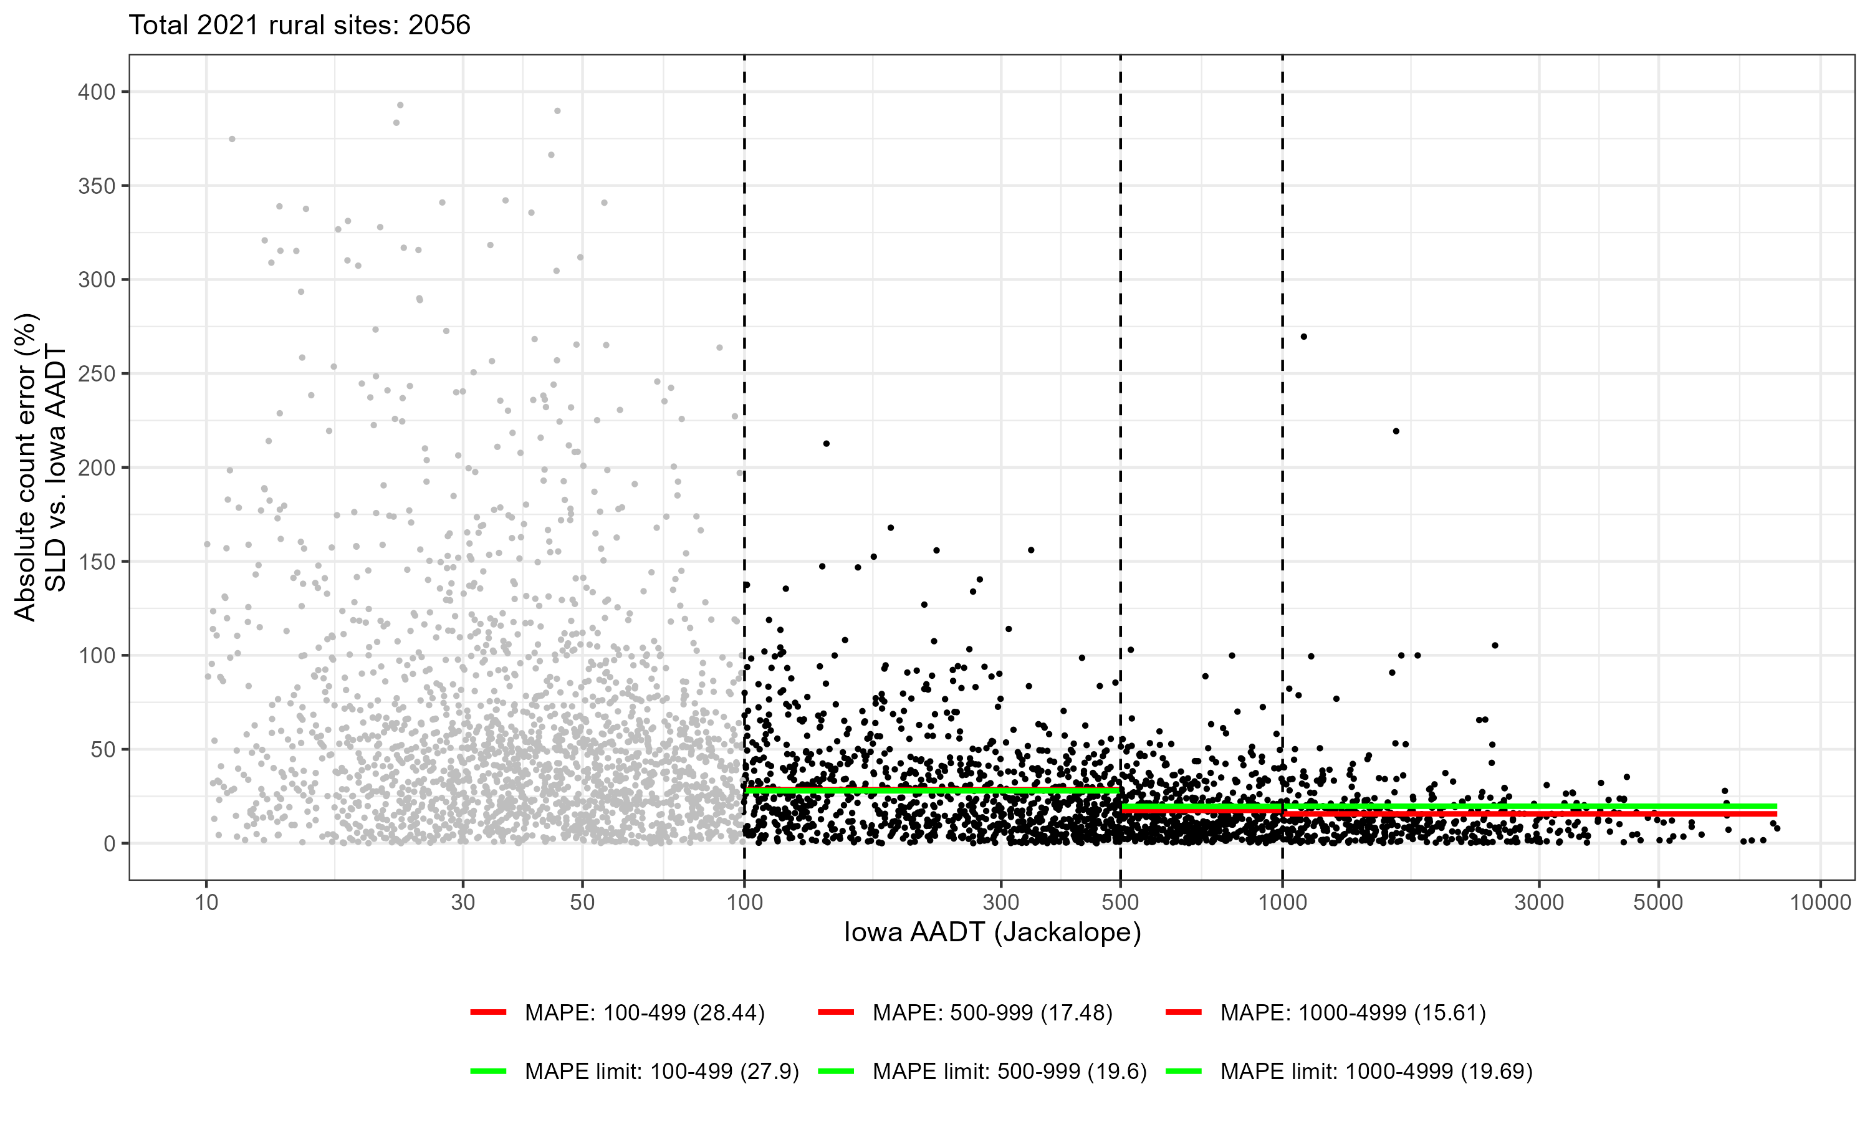 Total 2021 rural sites: 2056
Absolute count error (%)
SLD vs. Iowa AADT
400
350
300
250
200
150
100
50
0
10 30 50 100 300 500 1000 3000 5000 10000
Iowa AADT (Jackalope)
MAPE: 100-499 (28.44) MAPE: 500-999 (17.48) MAPE: 1000-4999 (15.61)
MAPE limit: 100-499 (27.9) MAPE limit: 500-999 (19.6) MAPE limit: 1000-4999 (19.69)